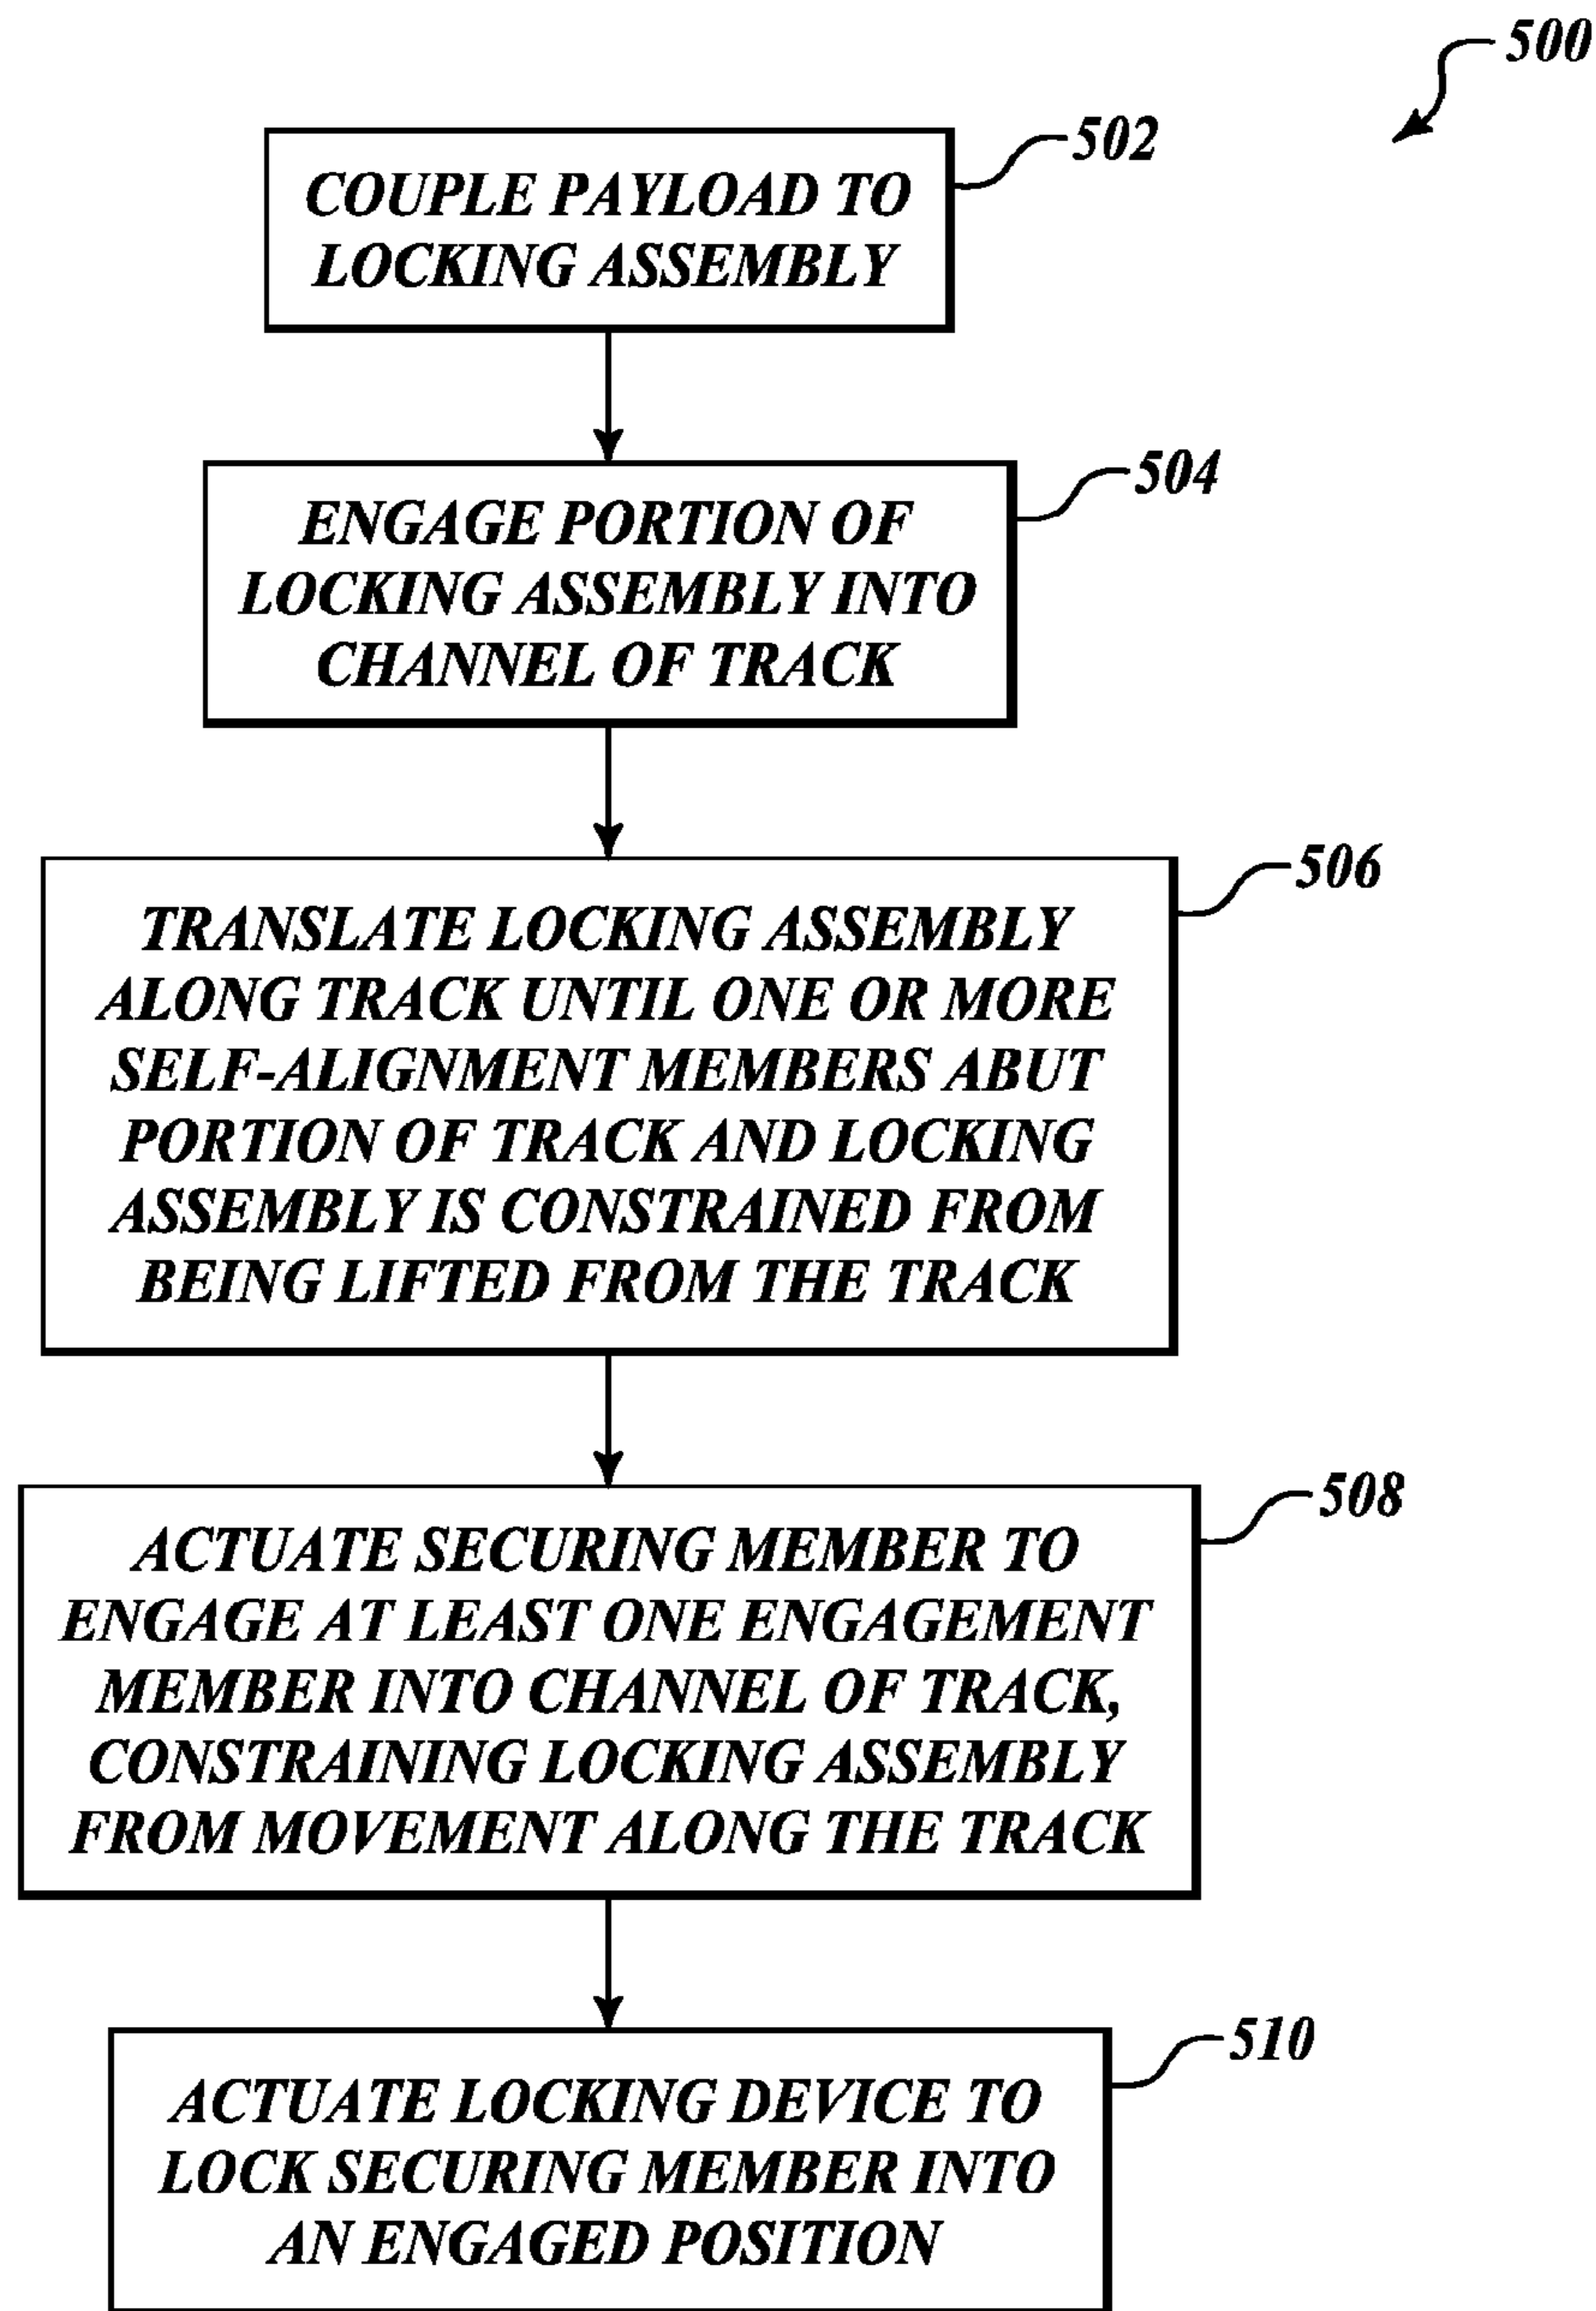 500
502
COUPLE PAYLOAD TO
LOCKING ASSEMBLY
504
ENGAGE PORTION OF
LOCKING ASSEMBLY INTO
CHANNEL OF TRACK
506
TRANSLATE LOCKING ASSEMBLY
ALONG TRACK UNTIL ONE OR MORE
SELF-ALIGNMENT MEMBERS ABUT
PORTION OF TRACK AND LOCKING
ASSEMBLY IS CONSTRAINED FROM
BEING LIFTED FROM THE TRACK
508
ACTUATE SECURING MEMBER TO
ENGAGE AT LEAST ONE ENGAGEMENT
MEMBER INTO CHANNEL OF TRACK,
CONSTRAINING LOCKING ASSEMBLY
FROM MOVEMENT ALONG THE TRACK
510
ACTUATE LOCKING DEVICE TO
LOCK SECURING MEMBER INTO
AN ENGAGED POSITION